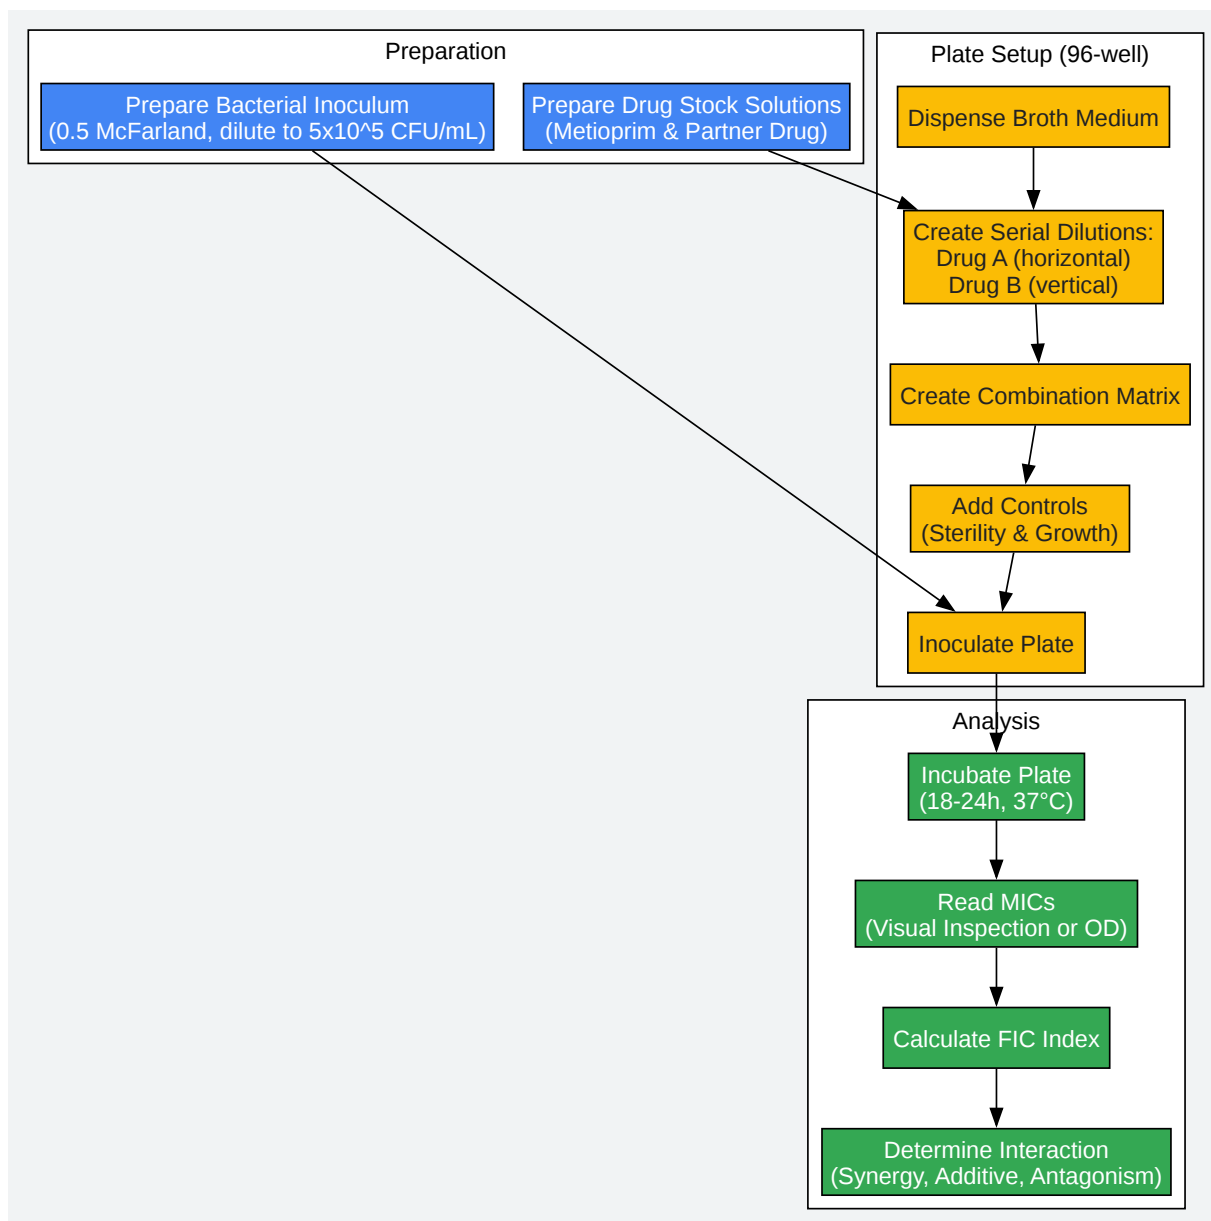 Preparation
Prepare Bacterial Inoculum
(0.5 McFarland, dilute to 5x10^5 CFU/mL)
Prepare Drug Stock Solutions
(Metioprim & Partner Drug)
Plate Setup (96-well)
Dispense Broth Medium
Create Serial Dilutions:
Drug A (horizontal)
Drug B (vertical)
Create Combination Matrix
Add Controls
(Sterility & Growth)
Inoculate Plate
Analysis
Incubate Plate
(18-24h, 37°C)
Read MICs
(Visual Inspection or OD)
Calculate FIC Index
Determine Interaction
(Synergy, Additive, Antagonism)